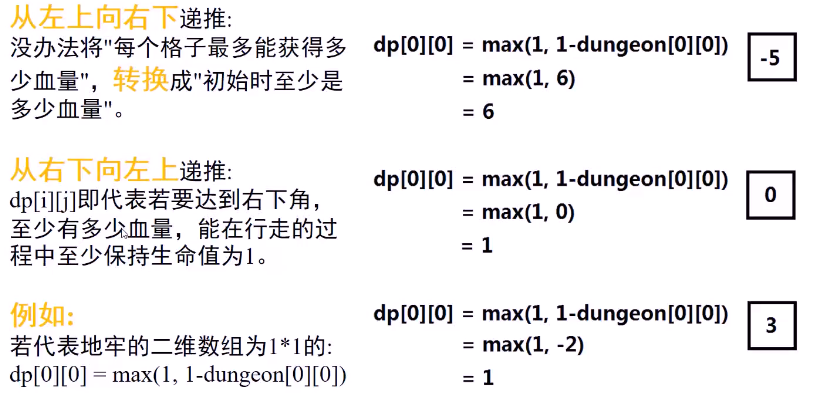 从左上向右下递推:
没办法将"每个格子最多能获得多
少血量"，转换成"初始时至少是
多少血量"。
dp[0][0] = max(1, 1-dungeon[0][0])
= max(1, 6)
= 6
-5
从右下向左上递推:
dp[i][j]即代表若要达到右下角，
至少有多少血量，能在行走的过
程中至少保持生命值为1。
dp[0][0] = max(1, 1-dungeon[0][0])
= max(1, 0)
= 1
0
例如:
若代表地牢的二维数组为1*1的:
dp[0][0] = max(1, 1-dungeon[0][0])
dp[0][0] = max(1, 1-dungeon[0][0])
= max(1, -2)
= 1
3